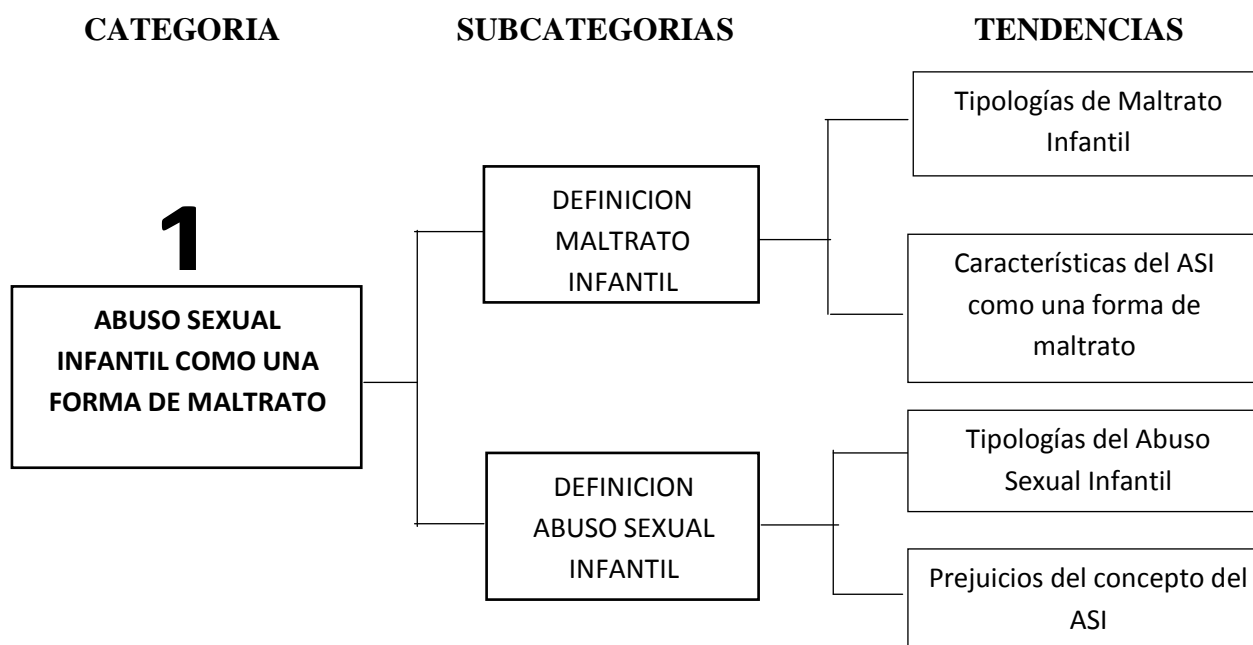 CATEGORIA
SUBCATEGORIAS
TENDENCIAS
1
ABUSO SEXUAL
INFANTIL COMO UNA
FORMA DE MALTRATO
DEFINICION
MALTRATO
INFANTIL
Tipologías de Maltrato
Infantil
Características del ASI
como una forma de
maltrato
DEFINICION
ABUSO SEXUAL
INFANTIL
Tipologías del Abuso
Sexual Infantil
Prejuicios del concepto del
ASI